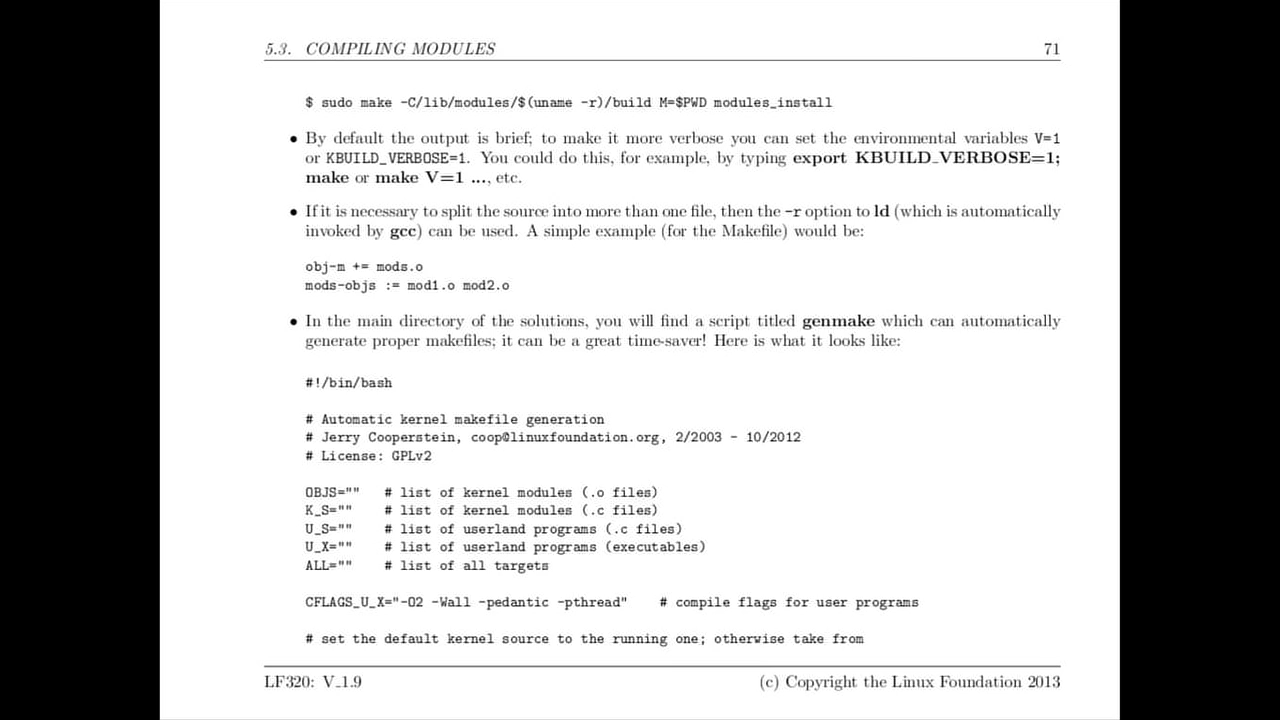 5.3. COMPILING MODULES 71
$ sudo make -C/lib/modules/$(uname -r)/build M=$PWD modules_install
• By default the output is brief; to make it more verbose you can set the environmental variables V=1
or KBUILD_VERBOSE=1. You could do this, for example, by typing export KBUILD_VERBOSE=1;
make or make V=1 ..., etc.
• If it is necessary to split the source into more than one file, then the -r option to ld (which is automatically
invoked by gcc) can be used. A simple example (for the Makefile) would be:
obj-m += mods.o
mods-objs := mod1.o mod2.o
• In the main directory of the solutions, you will find a script titled genmake which can automatically
generate proper makefiles; it can be a great time-saver! Here is what it looks like:
#!/bin/bash
# Automatic kernel makefile generation
# Jerry Cooperstein, coop@linuxfoundation.org, 2/2003 - 10/2012
# License: GPLv2
OBJS="" # list of kernel modules (.o files)
K_S="" # list of kernel modules (.c files)
U_S="" # list of userland programs (.c files)
U_X="" # list of userland programs (executables)
ALL="" # list of all targets
CFLAGS_U_X="-O2 -Wall -pedantic -pthread" # compile flags for user programs
# set the default kernel source to the running one; otherwise take from
LF320: V_1.9 (c) Copyright the Linux Foundation 2013